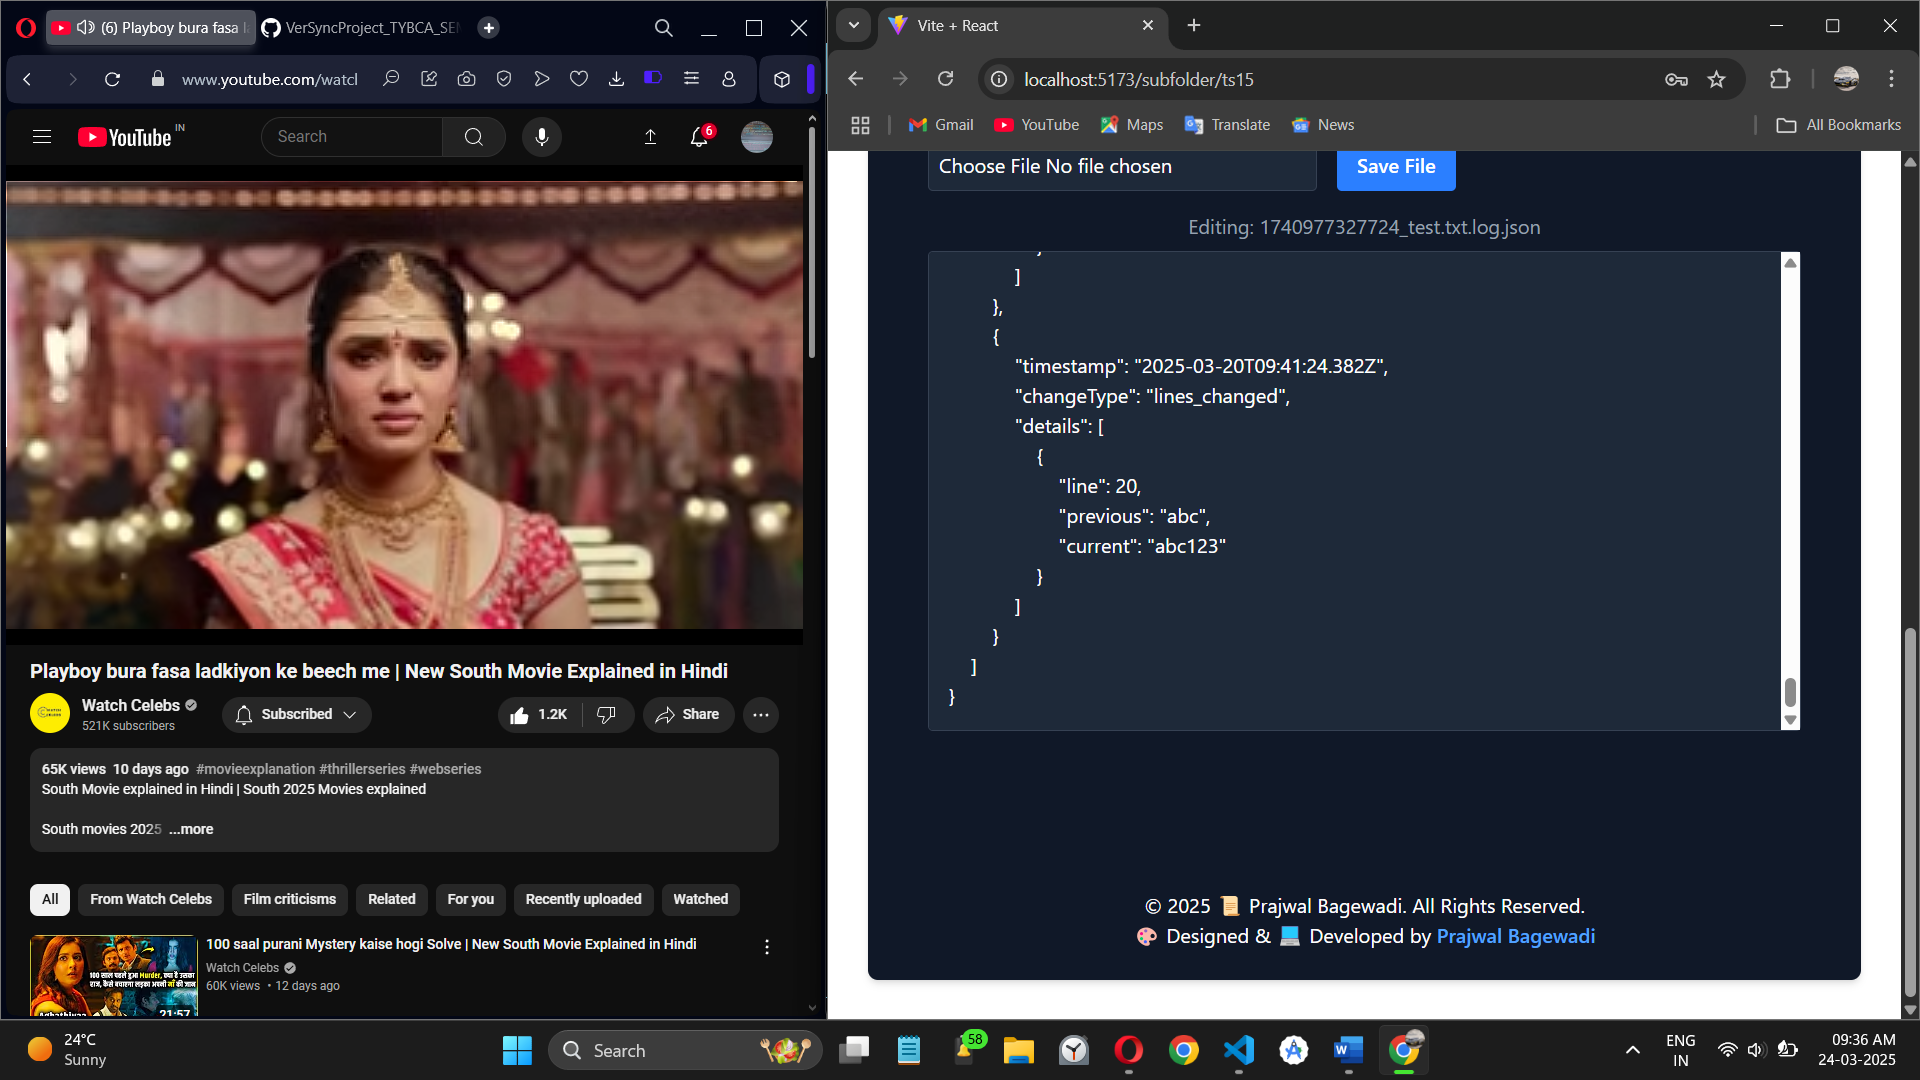 (6) Playboy bura fasa l
VerSyncProject_TYBCA_SE
www.youtube.com/watcl
YouTube IN
Search
6
Playboy bura fasa ladkiyon ke beech me | New South Movie Explained in Hindi
Watch Celebs
521K subscribers
Subscribed
1.2K
Share
65K views 10 days ago #movieexplanation #thrillerseries #webseries
South Movie explained in Hindi | South 2025 Movies explained
South movies 2025 ...more
All
From Watch Celebs
Film criticisms
Related
For you
Recently uploaded
Watched
100 saal purani Mystery kaise hogi Solve | New South Movie Explained in Hindi
Watch Celebs
60K views • 12 days ago
21:57
Vite + React
localhost:5173/subfolder/ts15
Gmail
YouTube
Maps
Translate
News
All Bookmarks
Choose File No file chosen
Save File
Editing: 1740977327724_test.txt.log.json
]
},
{
"timestamp": "2025-03-20T09:41:24.382Z",
"changeType": "lines_changed",
"details": [
{
"line": 20,
"previous": "abc",
"current": "abc123"
}
]
}
]
}
© 2025 📜 Prajwal Bagewadi. All Rights Reserved.
🎨 Designed & 💻 Developed by Prajwal Bagewadi
24°C
Sunny
Search
58
ENG
IN
09:36 AM
24-03-2025